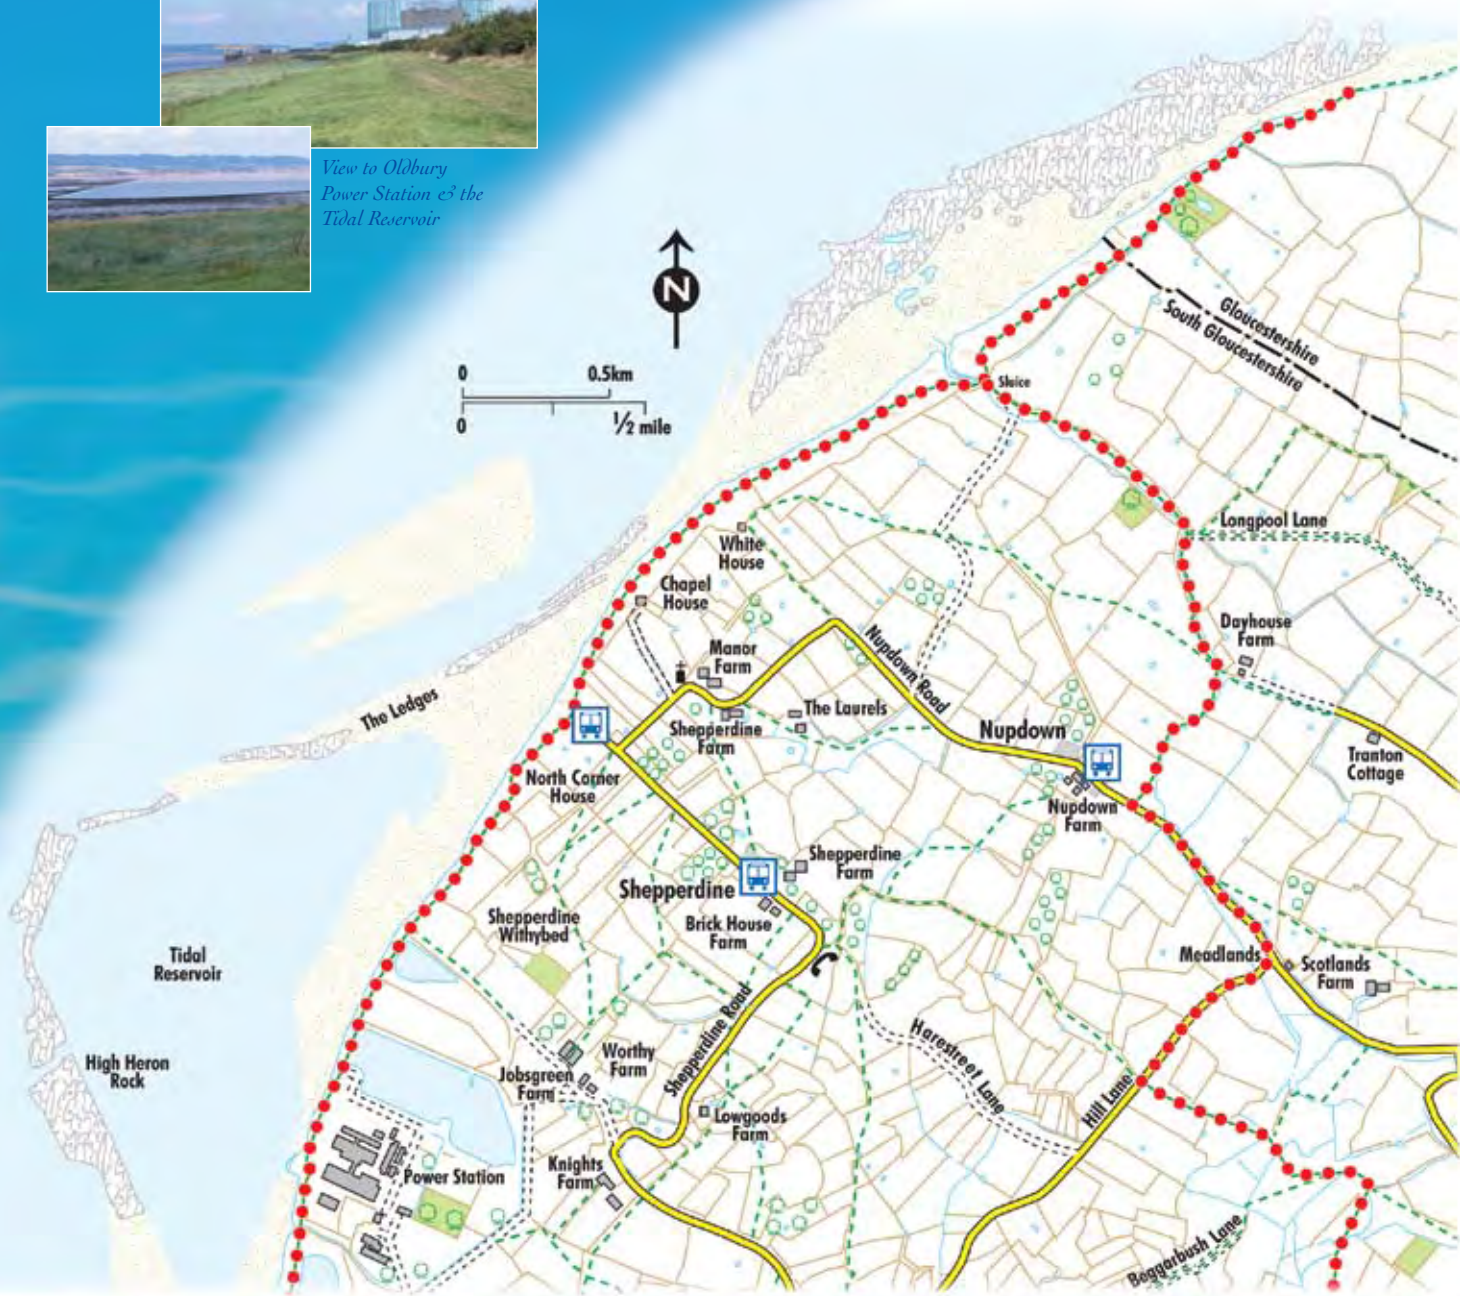 View to Oldbury
Power Station & the
Tidal Reservoir
N
0
0.5km
0
1/2 mile
Gloucestershire
South Gloucestershire
Sluice
Longpool Lane
White
House
Chapel
House
Dayhouse
Farm
Manor
Farm
Nupdown Road
The Laurels
The Ledges
Shepperdine
Farm
Nupdown
Tranton
Cottage
North Corner
House
Nupdown
Farm
Shepperdine
Farm
Shepperdine
Brick House
Farm
Shepperdine
Withybed
Meadlands
Scotlands
Farm
Tidal
Reservoir
Shepperdine Road
Harestreet Lane
High Heron
Rock
Worthy
Farm
Jobsgreen
Farm
Hill Lane
Lowgoods
Farm
Knights
Farm
Power Station
Beggarbush Lane